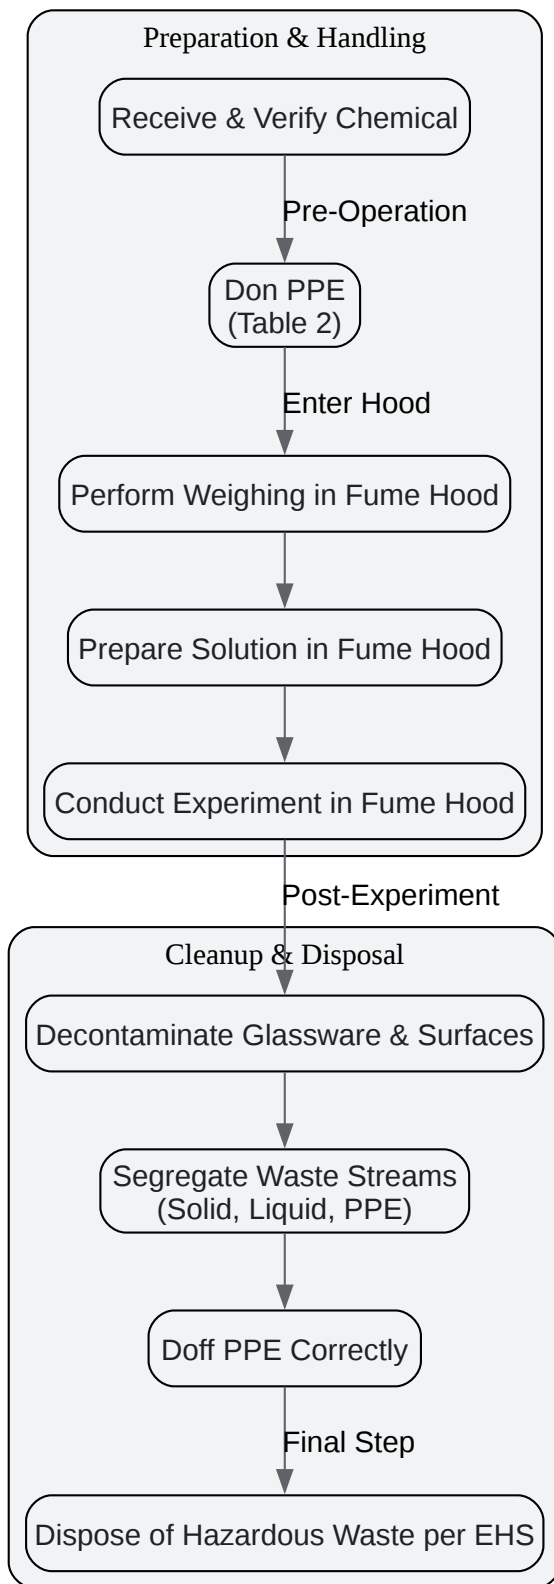 Preparation & Handling
Receive & Verify Chemical
Pre-Operation
Don PPE
(Table 2)
Enter Hood
Perform Weighing in Fume Hood
Prepare Solution in Fume Hood
Conduct Experiment in Fume Hood
Post-Experiment
Cleanup & Disposal
Decontaminate Glassware & Surfaces
Segregate Waste Streams
(Solid, Liquid, PPE)
Doff PPE Correctly
Final Step
Dispose of Hazardous Waste per EHS